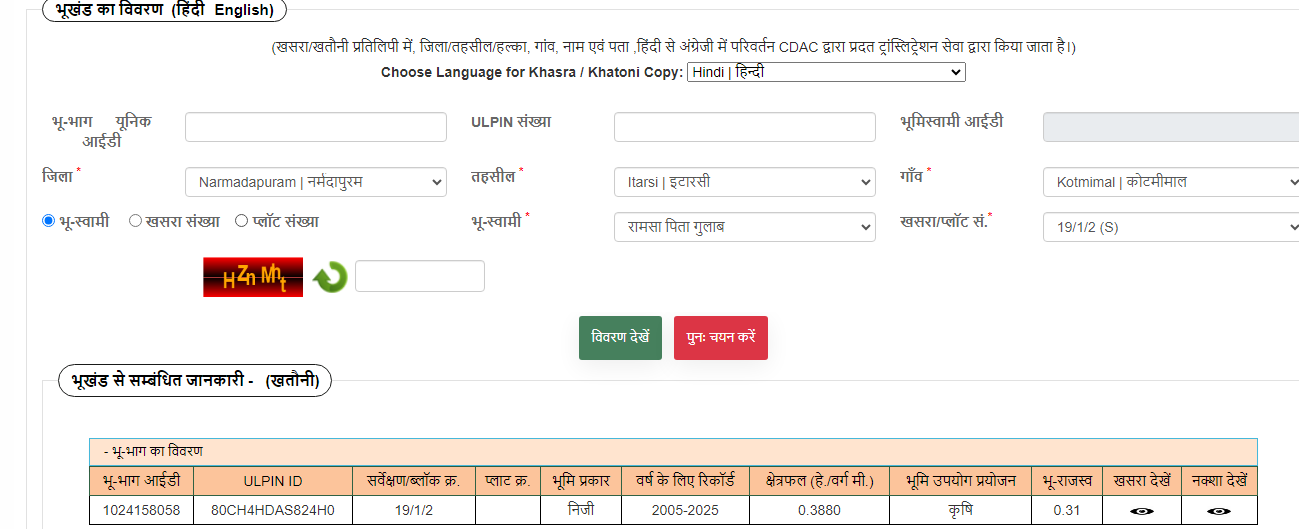 भूखंड का विवरण (हिंदी English)
(खसरा/खतौनी प्रतिलिपी में, जिला/तहसील/हल्का, गांव, नाम एवं पता ,हिंदी से अंग्रेजी में परिवर्तन CDAC द्वारा प्रदत ट्रांस्लिट्रेशन सेवा द्वारा किया जाता है।)
Choose Language for Khasra / Khatoni Copy: Hindi | हिन्दी
भू-भाग यूनिक आईडी ULPIN संख्या भूमिस्वामी आईडी
जिला * Narmadapuram | नर्मदापुरम तहसील * Itarsi | इटारसी गाँव * Kotmimal | कोटमीमाल
भू-स्वामी खसरा संख्या प्लॉट संख्या भू-स्वामी * रामसा पिता गुलाब खसरा/प्लॉट सं.* 19/1/2 (S)
HZn Mht
विवरण देखें पुनः चयन करें
भूखंड से सम्बंधित जानकारी - (खतौनी)
- भू-भाग का विवरण
भू-भाग आईडी ULPIN ID सर्वेक्षण/ब्लॉक क्र. प्लाट क्र. भूमि प्रकार वर्ष के लिए रिकॉर्ड क्षेत्रफल (हे./वर्ग मी.) भूमि उपयोग प्रयोजन भू-राजस्व खसरा देखें नक्शा देखें
1024158058 80CH4HDAS824H0 19/1/2 निजी 2005-2025 0.3880 कृषि 0.31